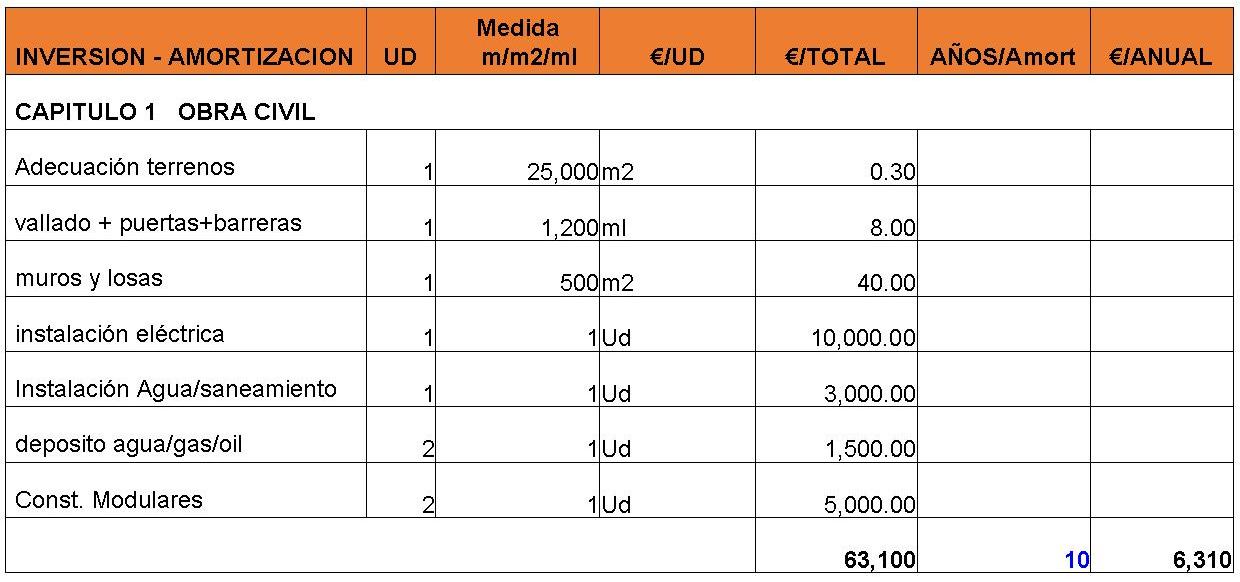 INVERSION - AMORTIZACION UD Medida m/m2/ml €/UD €/TOTAL AÑOS/Amort €/ANUAL
CAPITULO 1 OBRA CIVIL
Adecuación terrenos 1 25,000 m2 0.30
vallado + puertas+barreras 1 1,200 ml 8.00
muros y losas 1 500 m2 40.00
instalación eléctrica 1 1 Ud 10,000.00
Instalación Agua/saneamiento 1 1 Ud 3,000.00
deposito agua/gas/oil 2 1 Ud 1,500.00
Const. Modulares 2 1 Ud 5,000.00
63,100 10 6,310